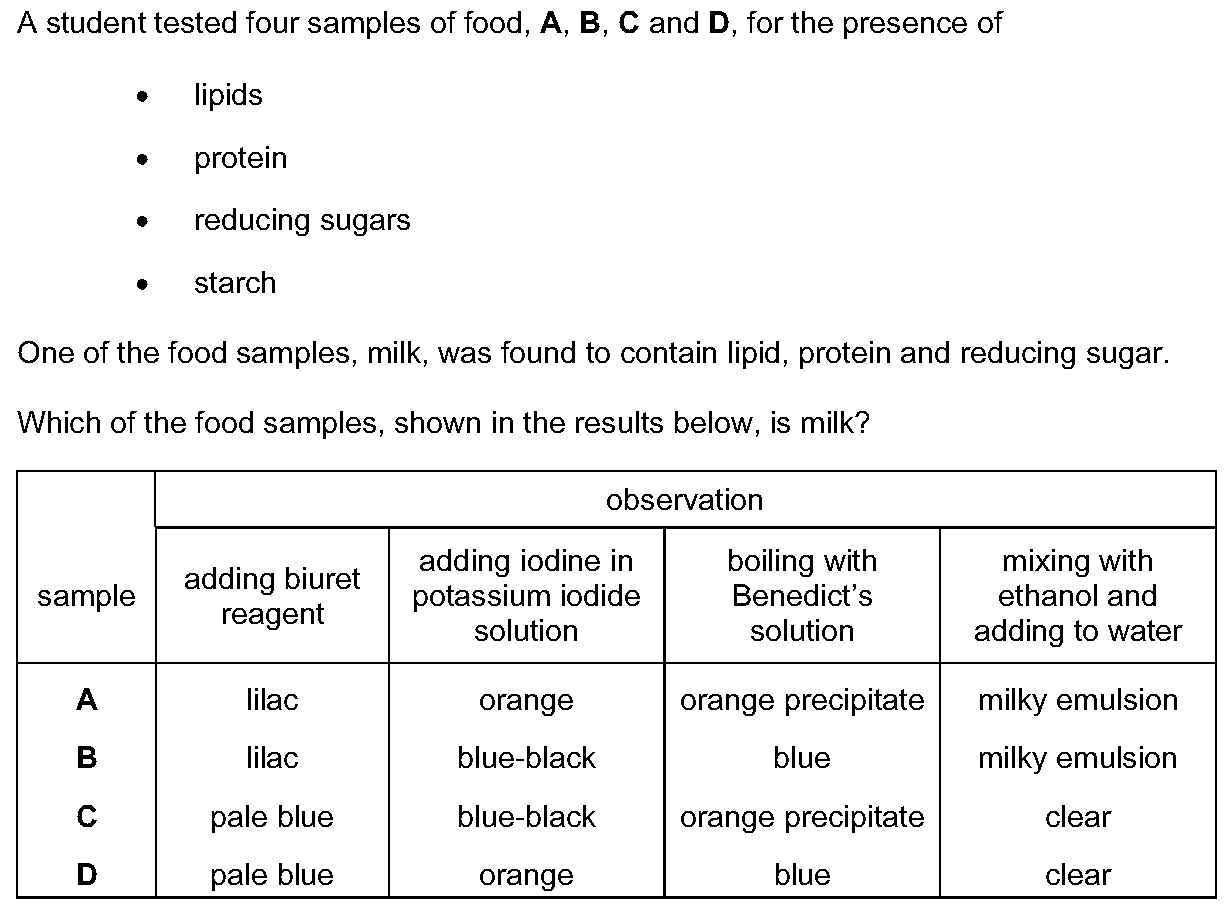 A student tested four samples of food, A, B, C and D, for the presence of
• lipids
• protein
• reducing sugars
• starch
One of the food samples, milk, was found to contain lipid, protein and reducing sugar.
Which of the food samples, shown in the results below, is milk?
observation
sample
adding biuret
reagent
adding iodine in
potassium iodide
solution
boiling with
Benedict’s
solution
mixing with
ethanol and
adding to water
A lilac orange orange precipitate milky emulsion
B lilac blue-black blue milky emulsion
C pale blue blue-black orange precipitate clear
D pale blue orange blue clear